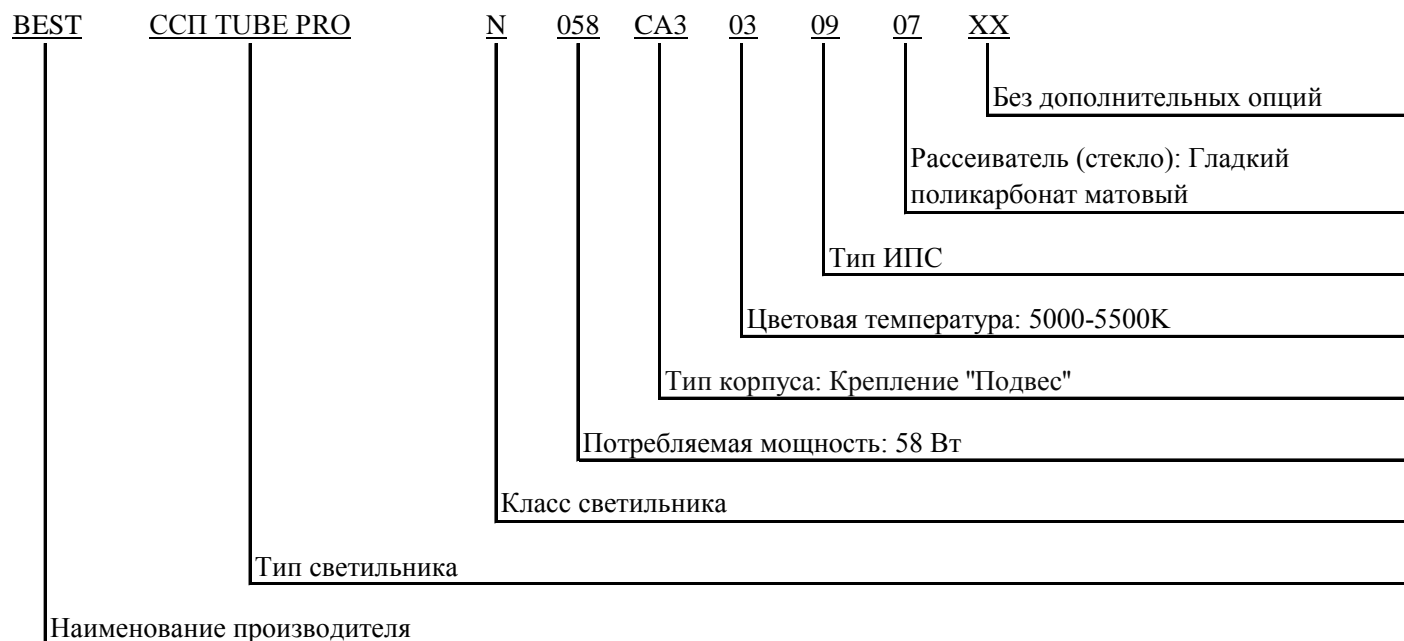 BEST ССП TUBE PRO N 058 СА3 03 09 07 XX
Без дополнительных опций
Рассеиватель (стекло): Гладкий
поликарбонат матовый
Тип ИПС
Цветовая температура: 5000-5500K
Тип корпуса: Крепление "Подвес"
Потребляемая мощность: 58 Вт
Класс светильника
Тип светильника
Наименование производителя